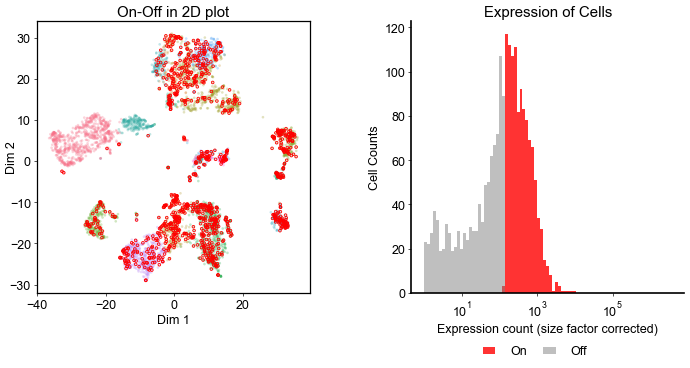 On-Off in 2D plot
Dim 2
30
20
10
0
−10
−20
−30
−40
−20
0
20
Dim 1
Expression of Cells
Cell Counts
120
100
80
60
40
20
0
10^1
10^3
10^5
Expression count (size factor corrected)
On
Off